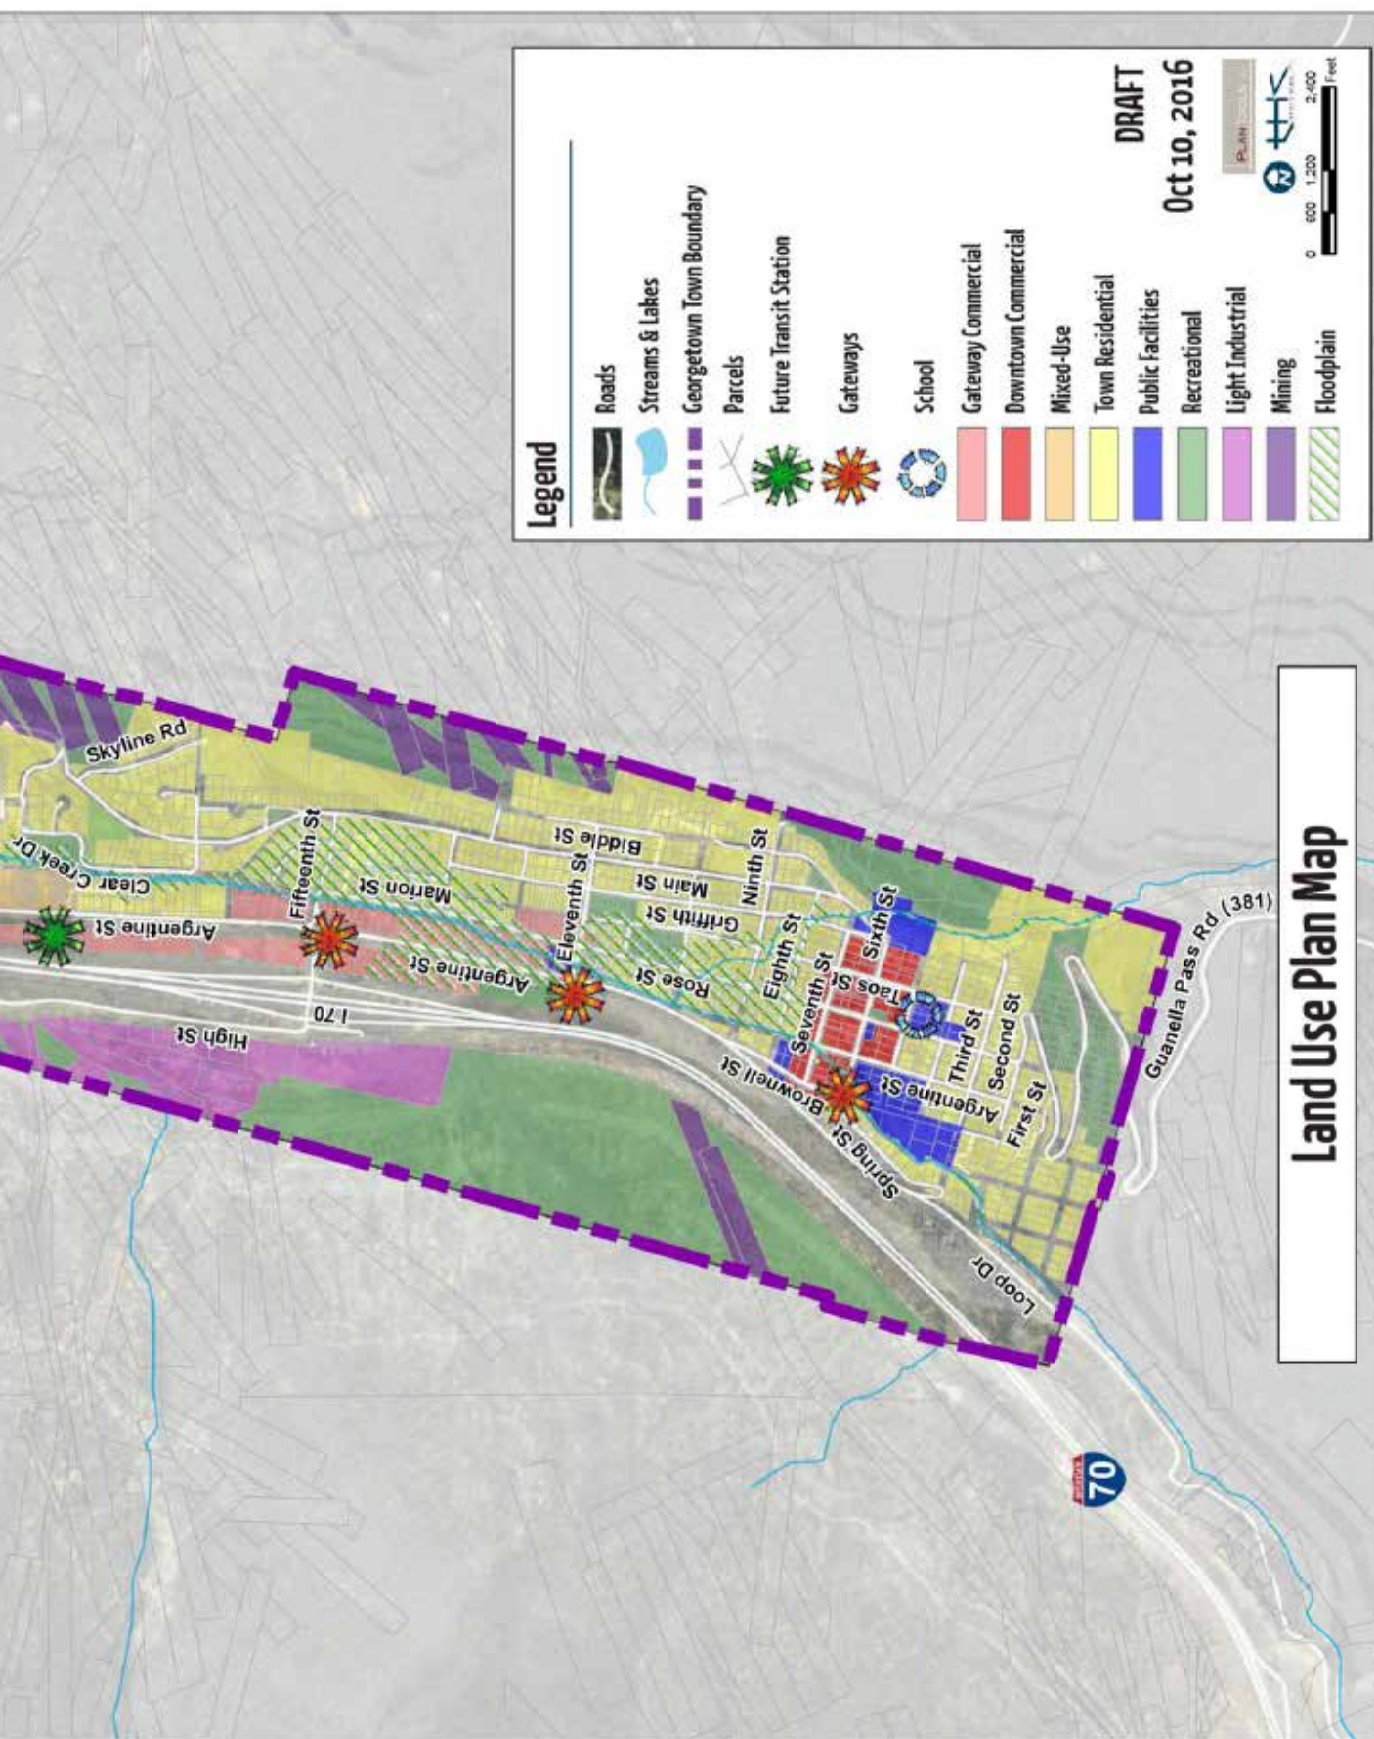 Legend
Roads
Streams & Lakes
Georgetown Town Boundary
Parcels
Future Transit Station
Gateways
School
Gateway Commercial
Downtown Commercial
Mixed-Use
Town Residential
Public Facilities
Recreational
Light Industrial
Mining
Floodplain
DRAFT
Oct 10, 2016
PLAN
N
0 600 1,200 2,400
Feet
Land Use Plan Map
Skyline Rd
Clear Creek Dr
Argentine St
Fifteenth St
Marion St
Argentine St
I 70
High St
Biddle St
Eleventh St
Main St
Griffith St
Rose St
Ninth St
Eighth St
Seventh St
Sixth St
Taos St
Brownell St
Spring St
Argentine St
Third St
Second St
First St
Loop Dr
Guanella Pass Rd (381)
70